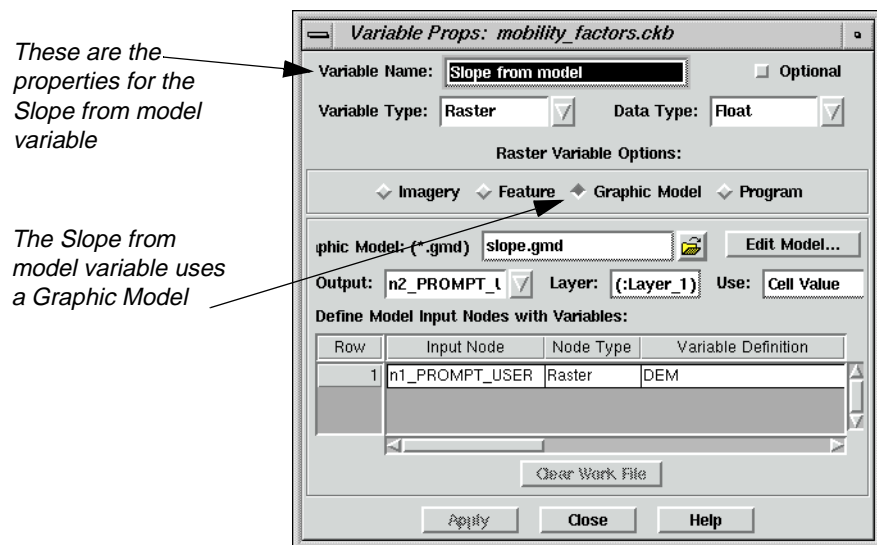 These are the
properties for the
Slope from model
variable
The Slope from
model variable uses
a Graphic Model
Variable Props: mobility_factors.ckb
Variable Name: Slope from model Optional
Variable Type: Raster Data Type: Float
Raster Variable Options:
Imagery Feature Graphic Model Program
phic Model: (*.gmd) slope.gmd Edit Model...
Output: n2_PROMPT_U Layer: (:Layer_1) Use: Cell Value
Define Model Input Nodes with Variables:
Row Input Node Node Type Variable Definition
1 n1_PROMPT_USER Raster DEM
Clear Work File
Apply Close Help